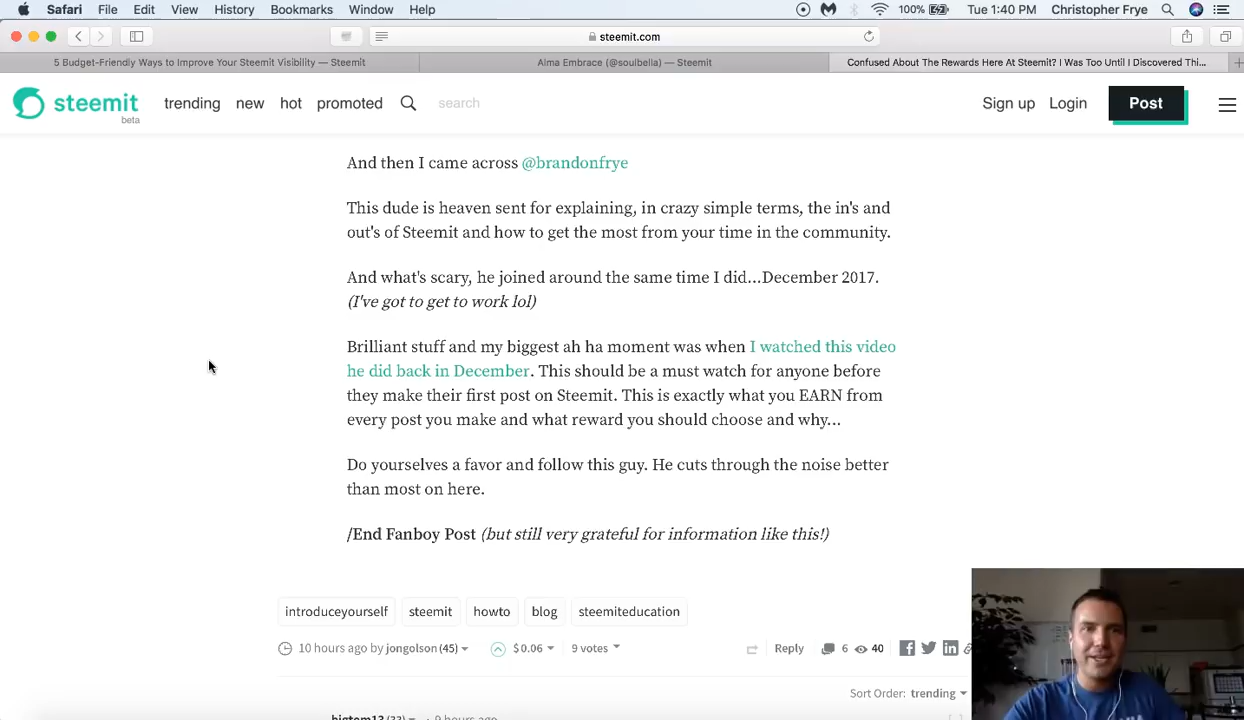 Safari File Edit View History Bookmarks Window Help 100% Tue 1:40 PM Christopher Frye
steemit.com
5 Budget-Friendly Ways to Improve Your Steemit Visibility — Steemit
Alma Embrace (@soulbella) — Steemit
Confused About The Rewards Here At Steemit? I Was Too Until I Discovered Thi...
steemit beta trending new hot promoted search Sign up Login Post
And then I came across @brandonfrye
This dude is heaven sent for explaining, in crazy simple terms, the in's and
out's of Steemit and how to get the most from your time in the community.
And what's scary, he joined around the same time I did...December 2017.
(I've got to get to work lol)
Brilliant stuff and my biggest ah ha moment was when I watched this video
he did back in December. This should be a must watch for anyone before
they make their first post on Steemit. This is exactly what you EARN from
every post you make and what reward you should choose and why...
Do yourselves a favor and follow this guy. He cuts through the noise better
than most on here.
/End Fanboy Post (but still very grateful for information like this!)
introduceyourself steemit howto blog steemiteducation
10 hours ago by jongolson (45) $0.06 9 votes Reply 6 40
Sort Order: trending
bigtom13 (33) 9 hours ago